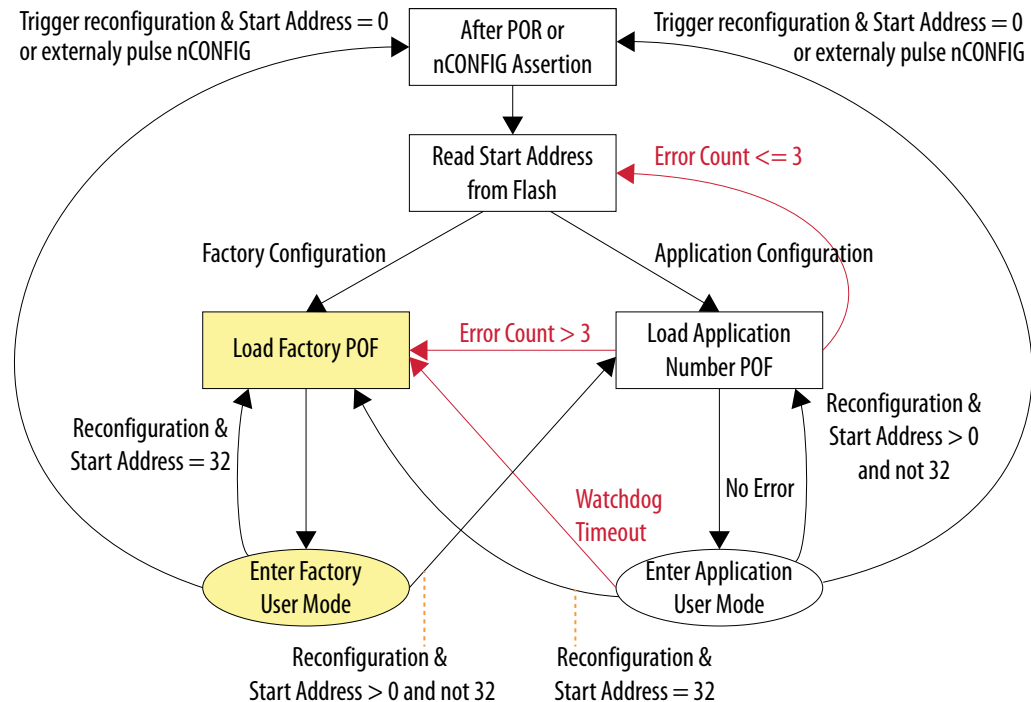 Trigger reconfiguration & Start Address = 0
or externaly pulse nCONFIG
After POR or
nCONFIG Assertion
Trigger reconfiguration & Start Address = 0
or externaly pulse nCONFIG
Read Start Address
from Flash
Error Count <= 3
Factory Configuration
Application Configuration
Load Factory POF
Error Count > 3
Load Application
Number POF
Reconfiguration &
Start Address = 32
Reconfiguration &
Start Address > 0
and not 32
No Error
Watchdog
Timeout
Enter Factory
User Mode
Enter Application
User Mode
Reconfiguration &
Start Address > 0 and not 32
Reconfiguration &
Start Address = 32